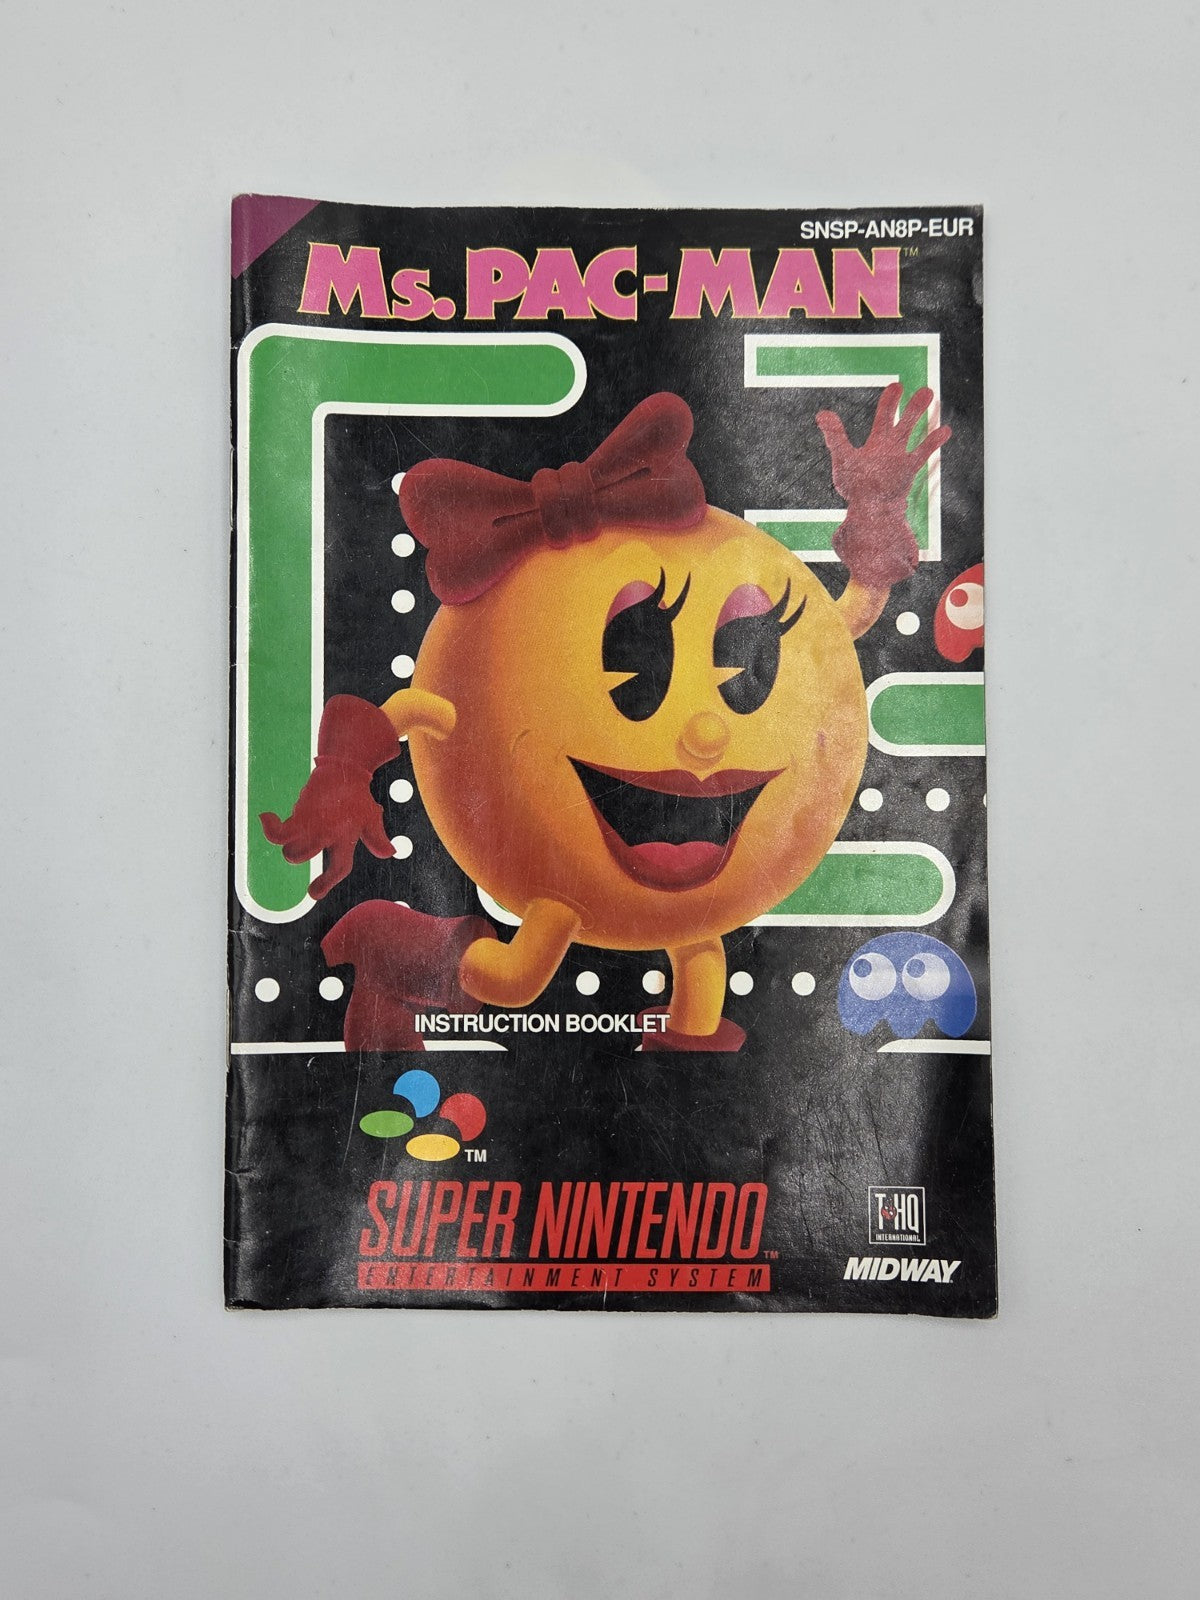 SNSP-AN8P-EUR
Ms. PAC-MAN™
INSTRUCTION BOOKLET
TM
SUPER NINTENDO™
ENTERTAINMENT SYSTEM
T·HQ
INTERNATIONAL
MIDWAY